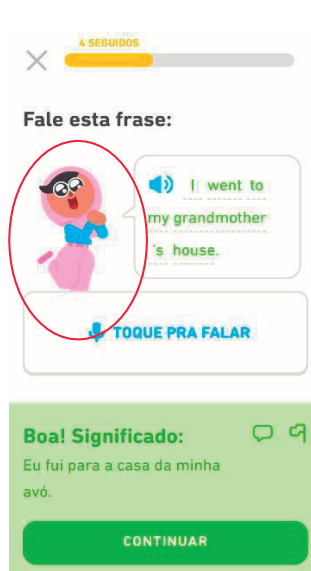 4 SEGUIDOS
Fale esta frase:
I went to
my grandmother
's house.
TOQUE PRA FALAR
Boa! Significado:
Eu fui para a casa da minha
avó.
CONTINUAR